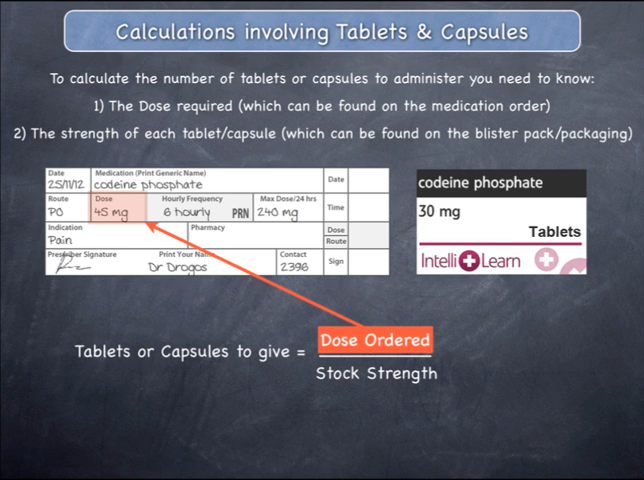 Calculations involving Tablets & Capsules
To calculate the number of tablets or capsules to administer you need to know:
1) The Dose required (which can be found on the medication order)
2) The strength of each tablet/capsule (which can be found on the blister pack/packaging)
Date Medication (Print Generic Name) Date
25/11/12 codeine phosphate
Route Dose Hourly Frequency Max Dose/24 hrs Time
PO 45 mg 6 hourly PRN 240 mg
Indication Pharmacy Dose
Pain Route
Prescriber Signature Print Your Name Contact Sign
Dr Dragos 2396
codeine phosphate
30 mg
Tablets
Intelli Learn
Tablets or Capsules to give = Dose Ordered
Stock Strength